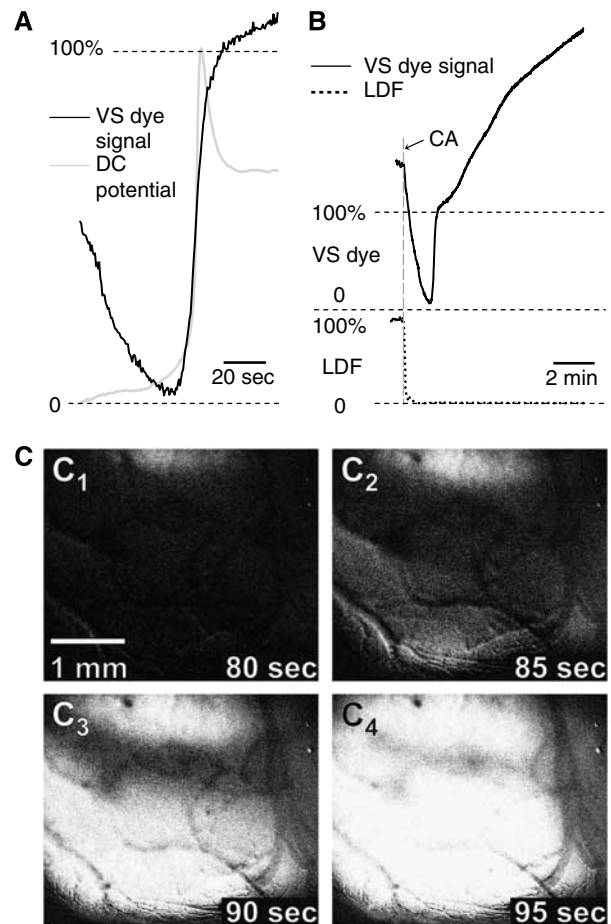 A
100%
VS dye
signal
DC
potential
20 sec
0
B
VS dye signal
LDF
CA
100%
VS dye
0
100%
LDF
2 min
0
C
C1
80 sec
1 mm
C2
85 sec
C3
90 sec
C4
95 sec